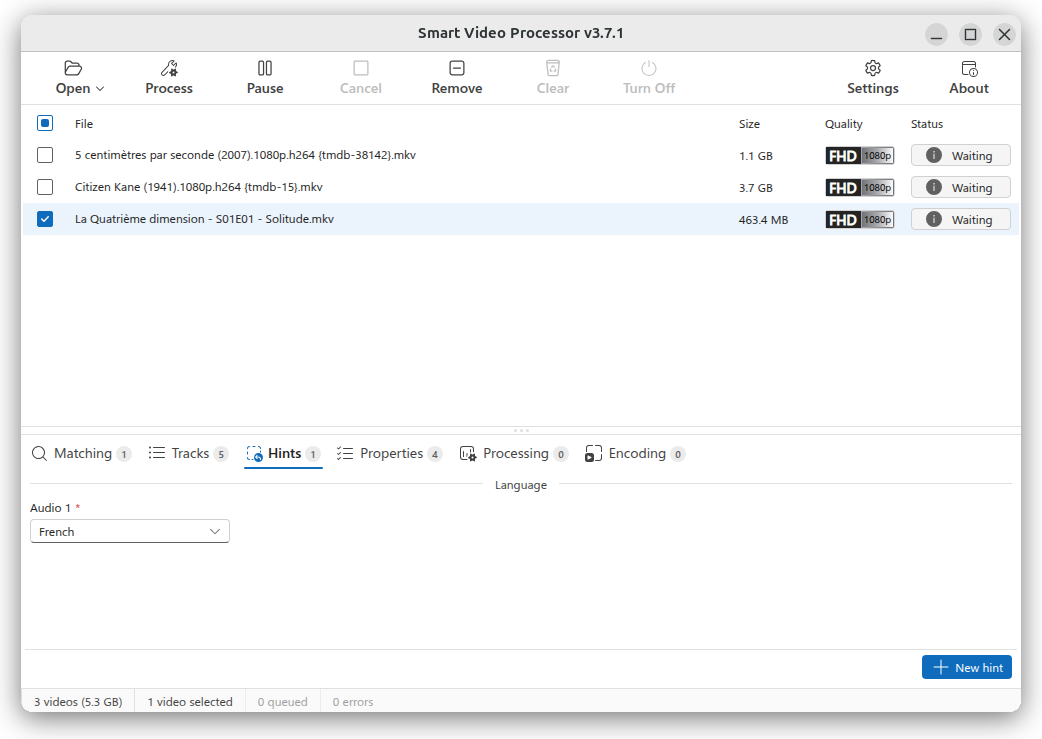 Smart Video Processor v3.7.1
Open Process Pause Cancel Remove Clear Turn Off Settings About
File Size Quality Status
5 centimètres par seconde (2007).1080p.h264 {tmdb-38142}.mkv 1.1 GB FHD 1080p Waiting
Citizen Kane (1941).1080p.h264 {tmdb-15}.mkv 3.7 GB FHD 1080p Waiting
La Quatrième dimension - S01E01 - Solitude.mkv 463.4 MB FHD 1080p Waiting
Matching 1 Tracks 5 Hints 1 Properties 4 Processing 0 Encoding 0
Language
Audio 1 *
French
New hint
3 videos (5.3 GB) 1 video selected 0 queued 0 errors